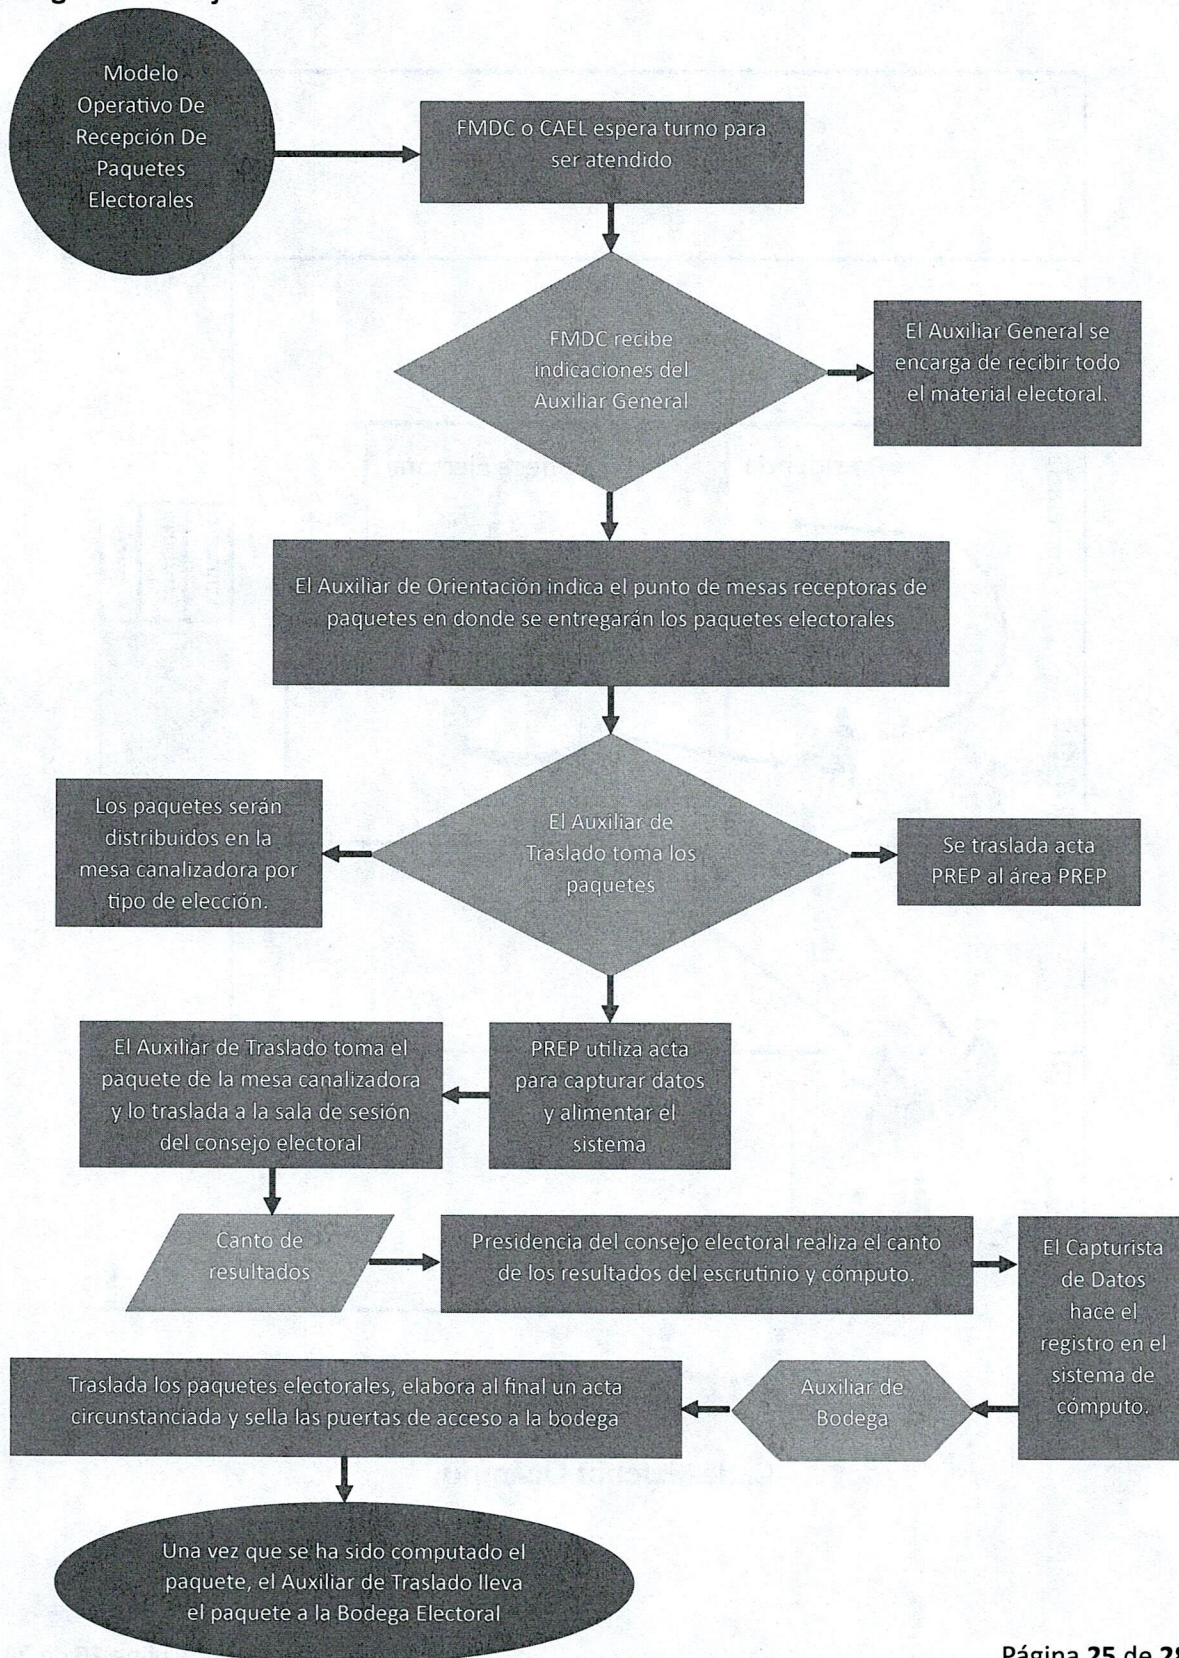 Modelo
Operativo De
Recepción De
Paquetes
Electorales
FMDC o CAEL espera turno para
ser atendido
FMDC recibe
indicaciones del
Auxiliar General
El Auxiliar General se
encarga de recibir todo
el material electoral.
El Auxiliar de Orientación indica el punto de mesas receptoras de
paquetes en donde se entregarán los paquetes electorales
Los paquetes serán
distribuidos en la
mesa canalizadora por
tipo de elección.
El Auxiliar de
Traslado toma los
paquetes
Se traslada acta
PREP al área PREP
El Auxiliar de Traslado toma el
paquete de la mesa canalizadora
y lo traslada a la sala de sesión
del consejo electoral
PREP utiliza acta
para capturar datos
y alimentar el
sistema
Canto de
resultados
Presidencia del consejo electoral realiza el canto
de los resultados del escrutinio y cómputo.
El Capturista
de Datos
hace el
registro en el
sistema de
cómputo.
Traslada los paquetes electorales, elabora al final un acta
circunstanciada y sella las puertas de acceso a la bodega
Auxiliar de
Bodega
Una vez que se ha sido computado el
paquete, el Auxiliar de Traslado lleva
el paquete a la Bodega Electoral
Página 25 de 28